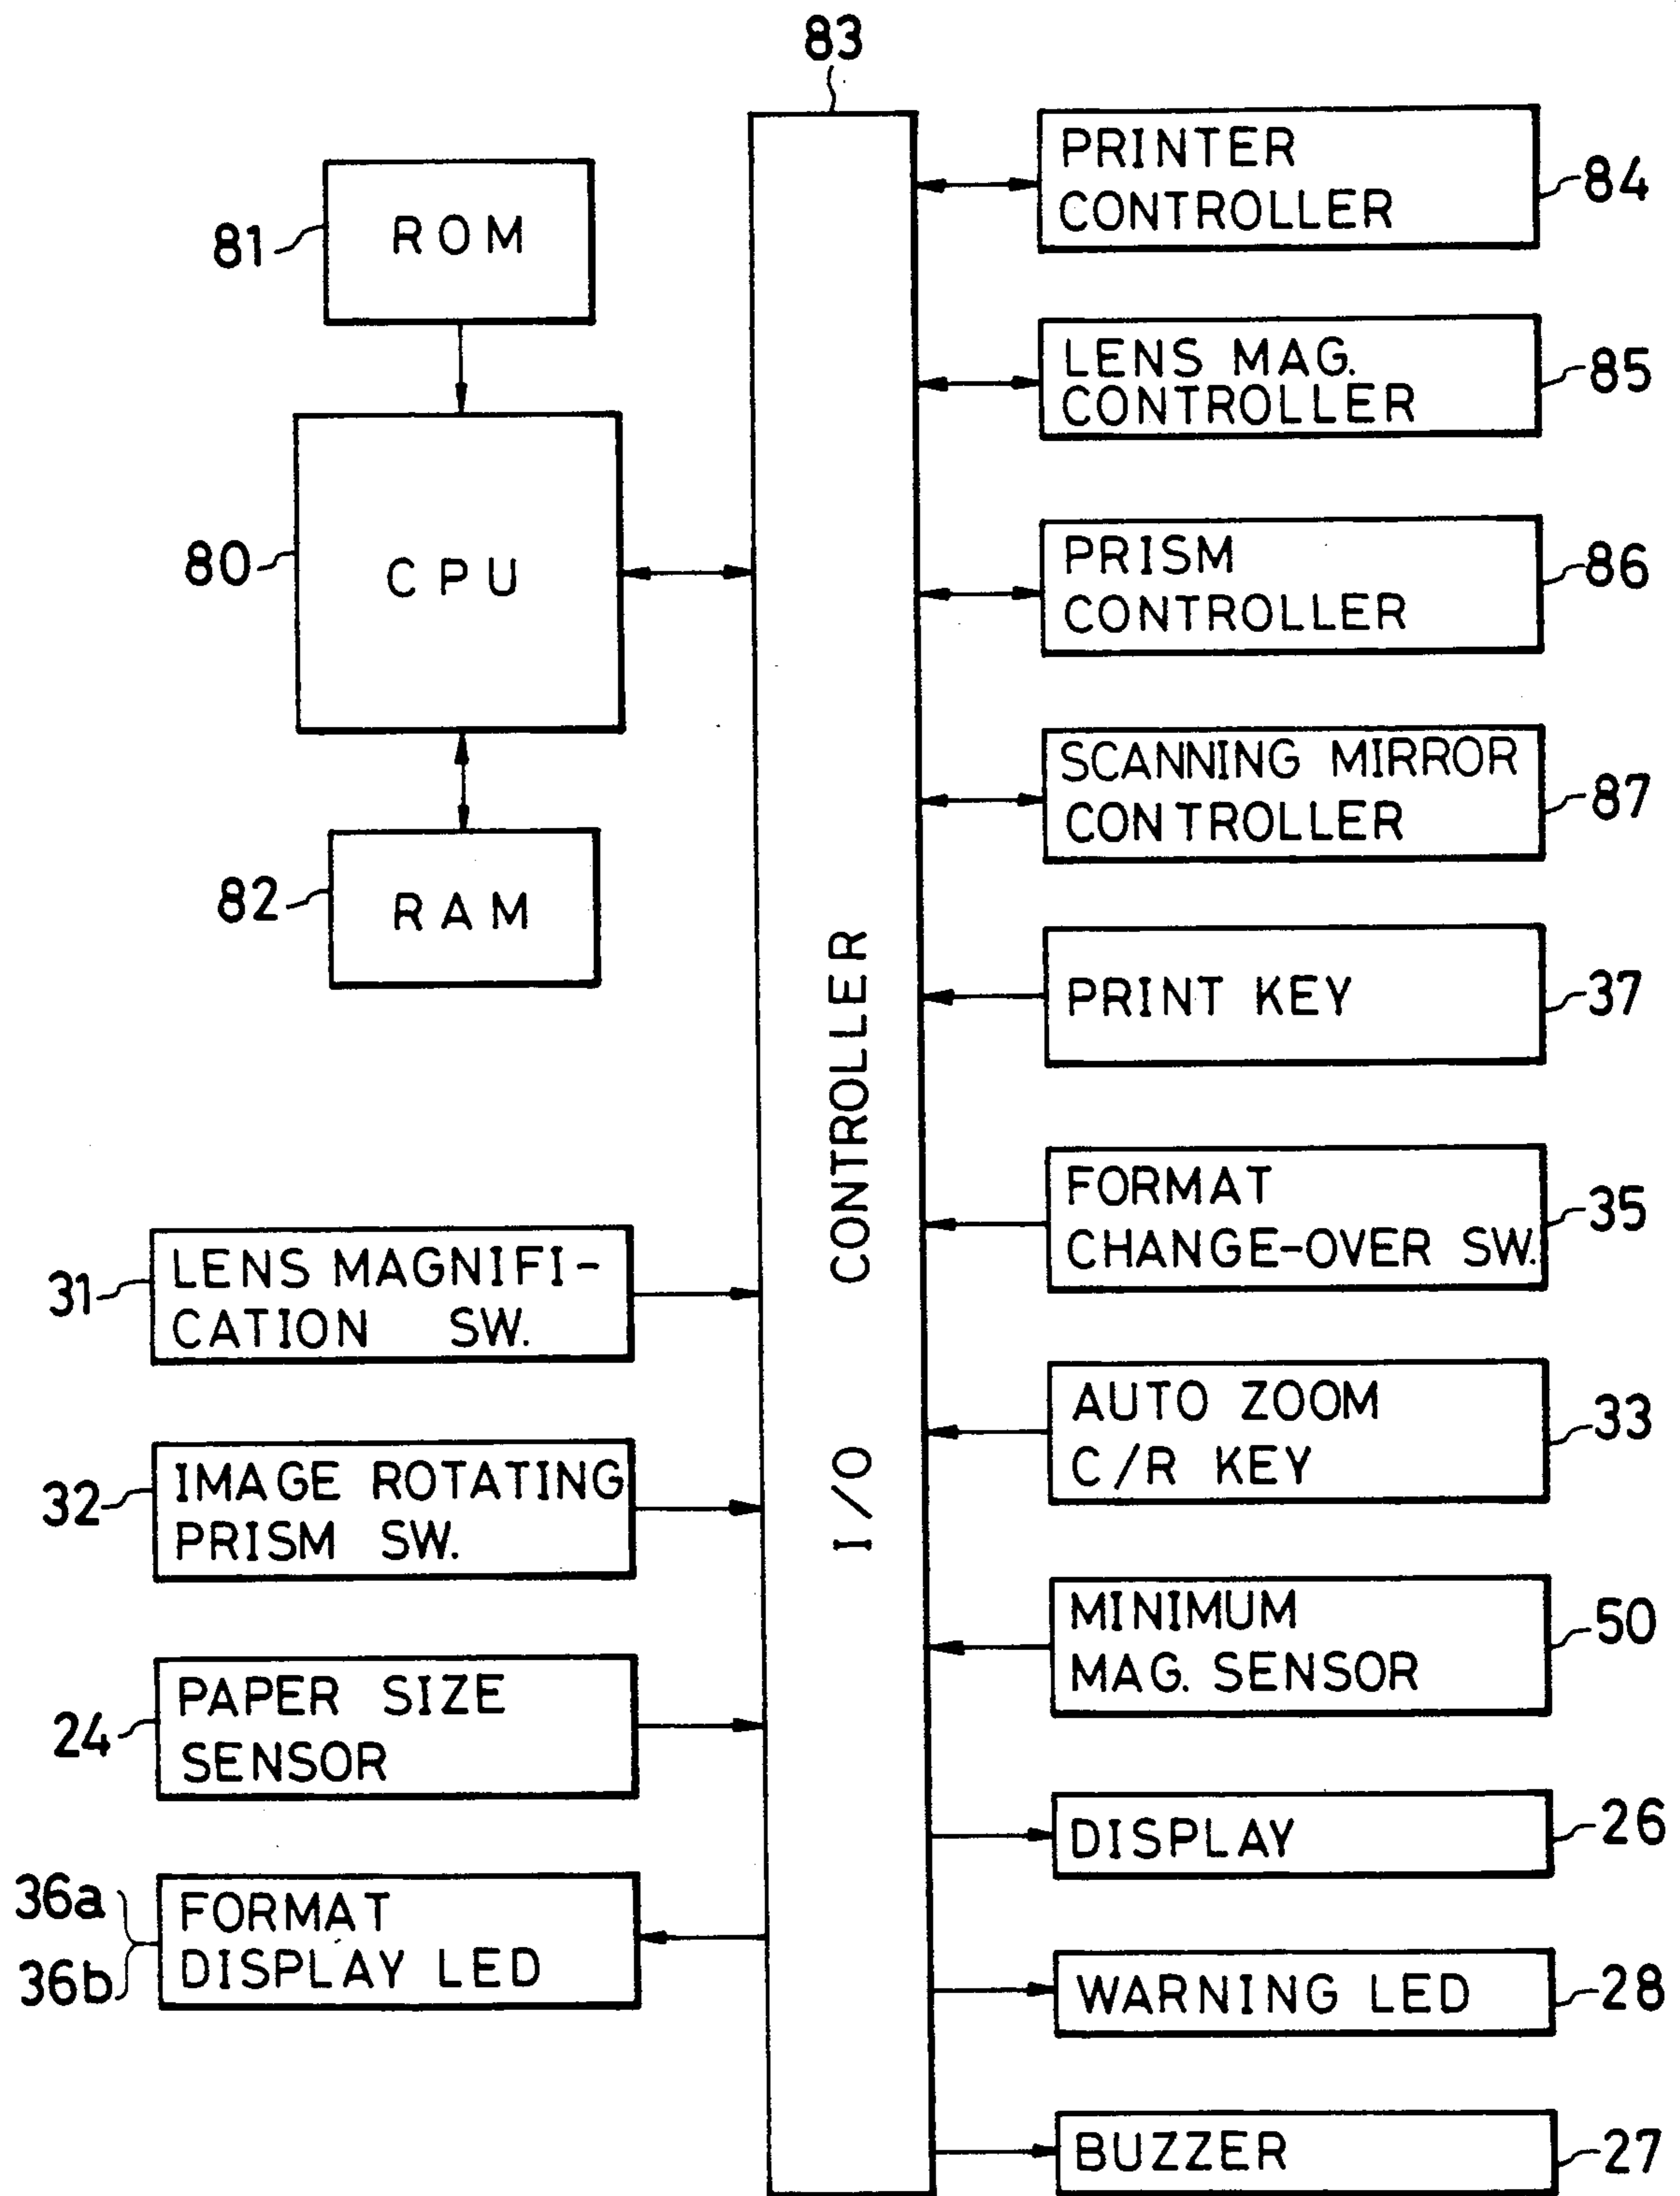 83
ROM
81
CPU
80
RAM
82
I/O CONTROLLER
LENS MAGNIFI-
CATION SW.
31
IMAGE ROTATING
PRISM SW.
32
PAPER SIZE
SENSOR
24
FORMAT
DISPLAY LED
36a
36b
PRINTER
CONTROLLER
84
LENS MAG.
CONTROLLER
85
PRISM
CONTROLLER
86
SCANNING MIRROR
CONTROLLER
87
PRINT KEY
37
FORMAT
CHANGE-OVER SW.
35
AUTO ZOOM
C/R KEY
33
MINIMUM
MAG. SENSOR
50
DISPLAY
26
WARNING LED
28
BUZZER
27